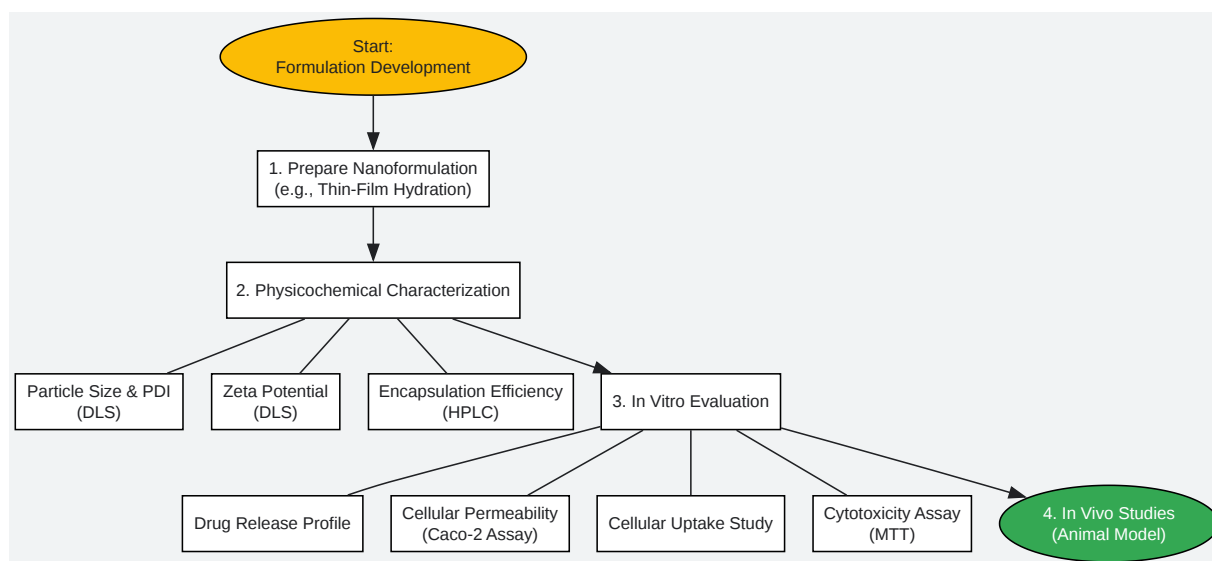 Start:
Formulation Development
1. Prepare Nanoformulation
(e.g., Thin-Film Hydration)
2. Physicochemical Characterization
Particle Size & PDI
(DLS)
Zeta Potential
(DLS)
Encapsulation Efficiency
(HPLC)
3. In Vitro Evaluation
Drug Release Profile
Cellular Permeability
(Caco-2 Assay)
Cellular Uptake Study
Cytotoxicity Assay
(MTT)
4. In Vivo Studies
(Animal Model)